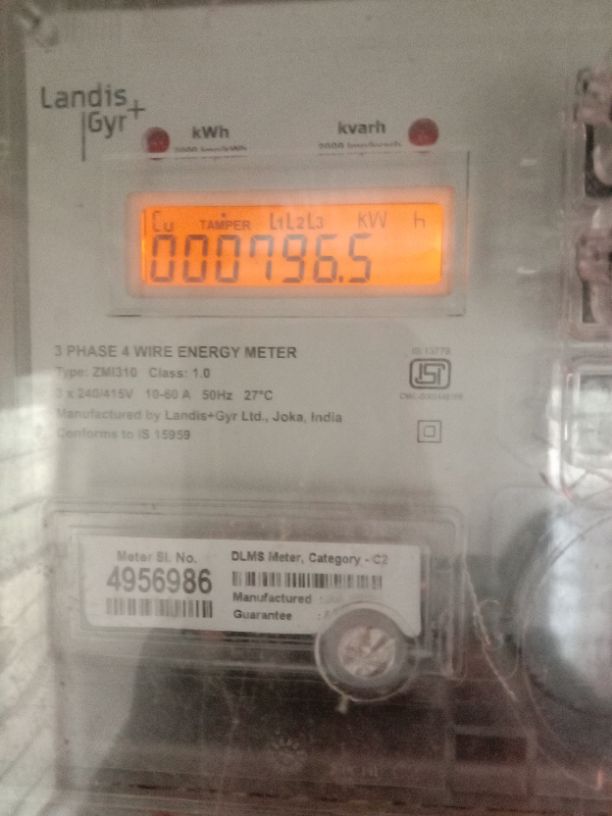 Landis
Gyr+
kWh
kvarh
Cu TAMPER L1L2L3 kW h
000796.5
3 PHASE 4 WIRE ENERGY METER
Type: ZMI310 Class: 1.0
3 x 240/415V 10-60 A 50Hz 27°C
Manufactured by Landis+Gyr Ltd., Joka, India
Conforms to IS 15959
ISI
Meter Sl. No.
4956986
DLMS Meter, Category - C2
Manufactured :
Guarantee :